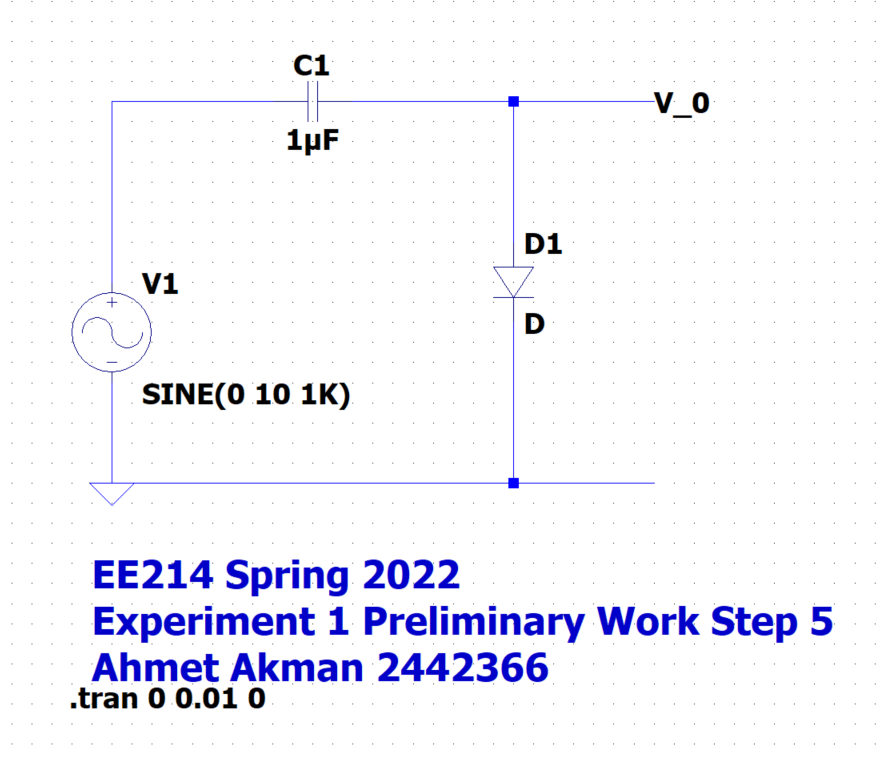 C1
1µF
V_0
D1
D
V1
SINE(0 10 1K)
EE214 Spring 2022
Experiment 1 Preliminary Work Step 5
Ahmet Akman 2442366
.tran 0 0.01 0